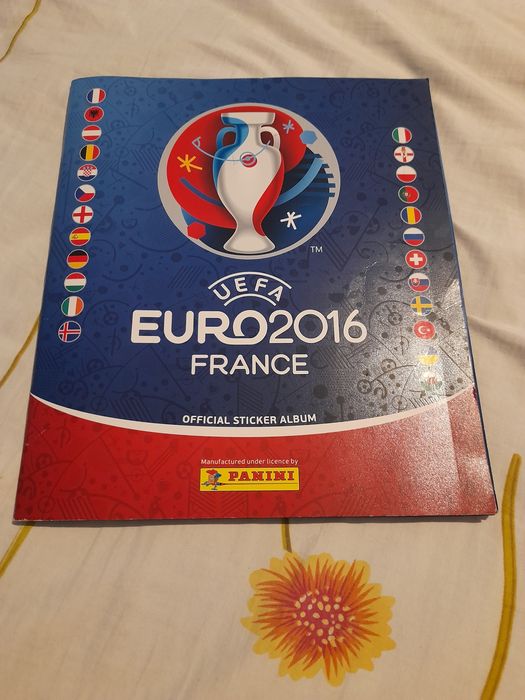 TM
UEFA
EURO2016
FRANCE
OFFICIAL STICKER ALBUM
Manufactured under licence by
PANINI